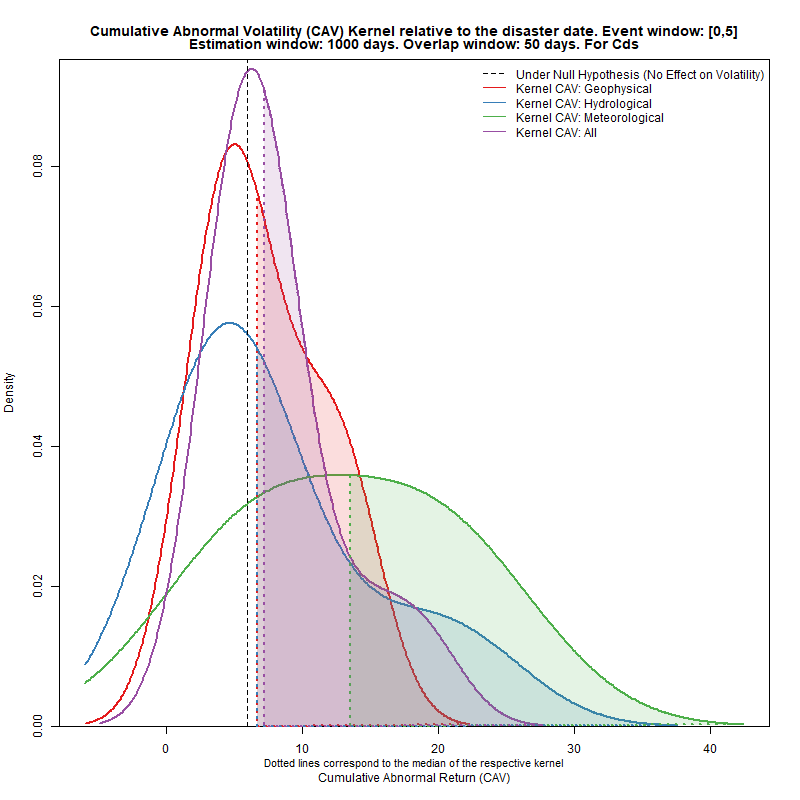 Cumulative Abnormal Volatility (CAV) Kernel relative to the disaster date. Event window: [0,5]
Estimation window: 1000 days. Overlap window: 50 days. For Cds
Under Null Hypothesis (No Effect on Volatility)
Kernel CAV: Geophysical
Kernel CAV: Hydrological
Kernel CAV: Meteorological
Kernel CAV: All
Density
0.08
0.06
0.04
0.02
0.00
0 10 20 30 40
Dotted lines correspond to the median of the respective kernel
Cumulative Abnormal Return (CAV)